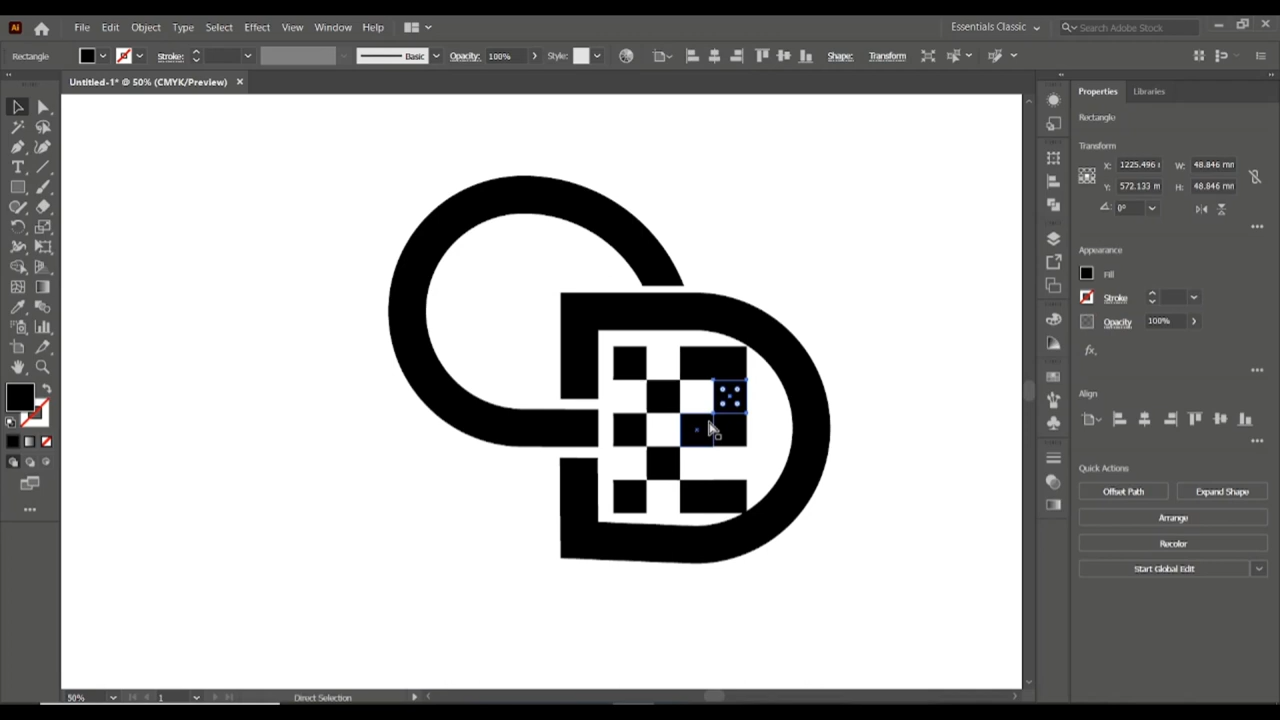 Ai File Edit Object Type Select Effect View Window Help Essentials Classic Search Adobe Stock
Rectangle Stroke: Basic Opacity: 100% Style: Shape: Transform
Untitled-1* @ 50% (CMYK/Preview) ×
Properties Libraries
Rectangle
Transform
X: 1225.496 W: 48.846 mm
Y: 572.133 m H: 48.846 mm
0°
Appearance
Fill
Stroke
Opacity 100%
fx.
Align
Quick Actions
Offset Path Expand Shape
Arrange
Recolor
Start Global Edit
50% 1 Direct Selection